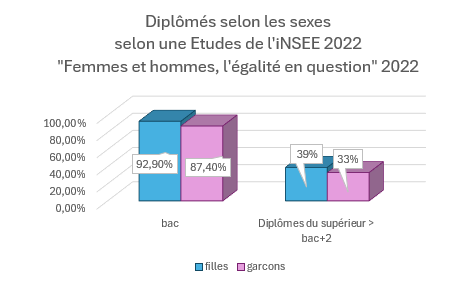 Diplômés selon les sexes
selon une Etudes de l'iNSEE 2022
"Femmes et hommes, l'égalité en question" 2022
100,00%
80,00%
60,00%
40,00%
20,00%
0,00%
92,90%
87,40%
39%
33%
bac
Diplômes du supérieur >
bac+2
filles
garcons